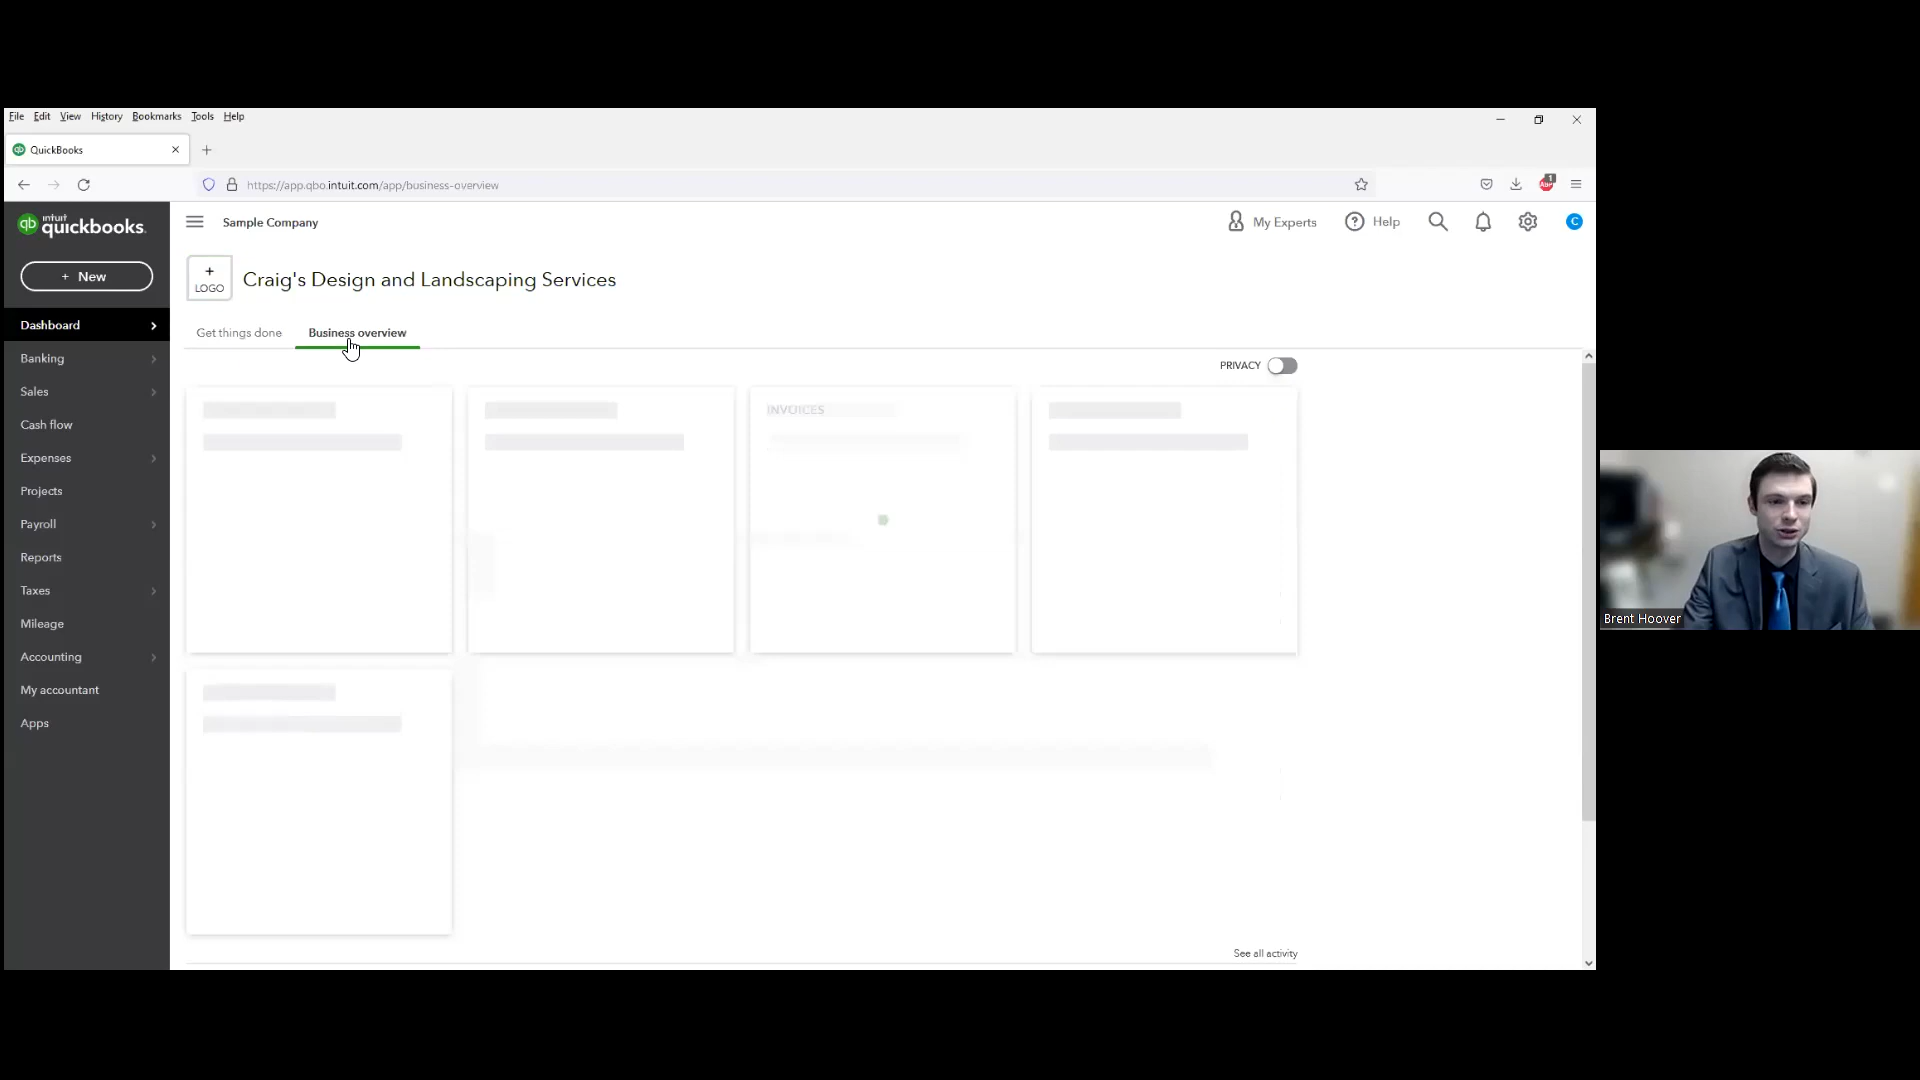 File Edit View History Bookmarks Tools Help
QuickBooks
https://app.qbo.intuit.com/app/business-overview
1
intuit quickbooks.
Sample Company
My Experts
Help
C
+ New
+ LOGO
Craig's Design and Landscaping Services
Get things done
Business overview
PRIVACY
Dashboard
Banking
Sales
Cash flow
Expenses
Projects
Payroll
Reports
Taxes
Mileage
Accounting
My accountant
Apps
INVOICES
See all activity
Brent Hoover